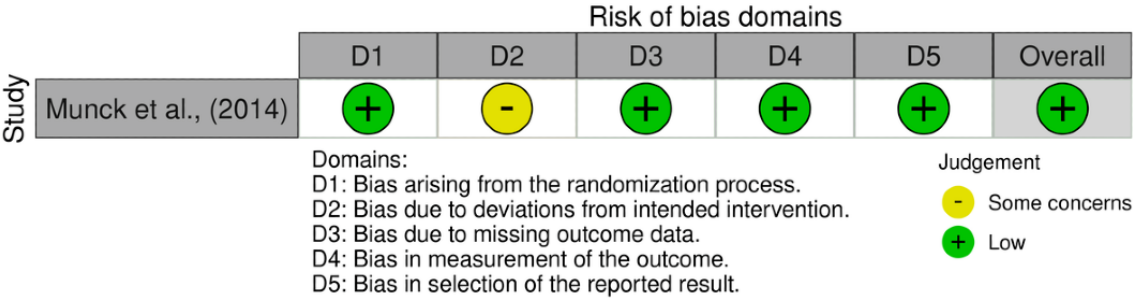 Risk of bias domains
D1 D2 D3 D4 D5 Overall
Study
Munck et al., (2014) + - + + + +
Domains:
D1: Bias arising from the randomization process.
D2: Bias due to deviations from intended intervention.
D3: Bias due to missing outcome data.
D4: Bias in measurement of the outcome.
D5: Bias in selection of the reported result.
Judgement
- Some concerns
+ Low